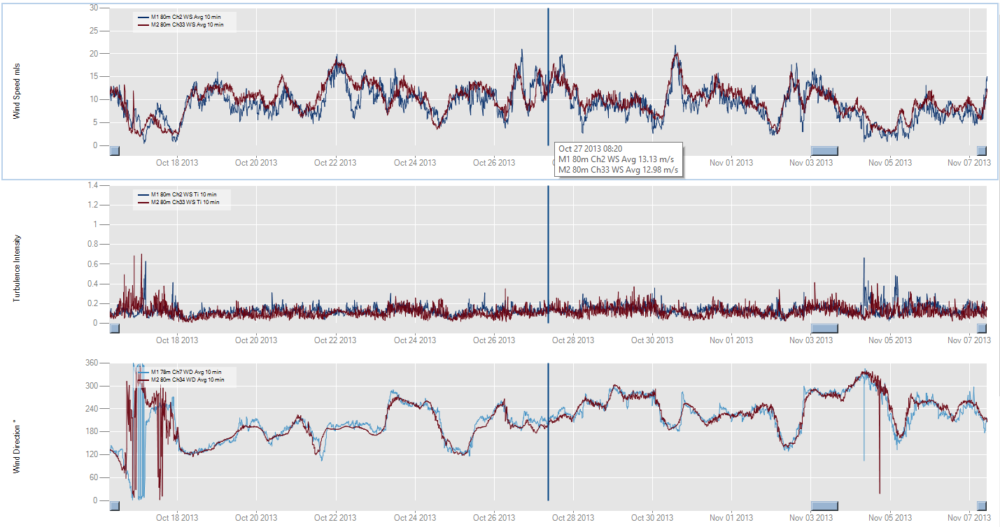 30
25
20
15
10
5
0
Wind Speed m/s
M1 80m Ch2 WS Avg 10 min
M2 80m Ch33 WS Avg 10 min
Oct 27 2013 08:20
M1 80m Ch2 WS Avg 13.13 m/s
M2 80m Ch33 WS Avg 12.98 m/s
Oct 18 2013 Oct 20 2013 Oct 22 2013 Oct 24 2013 Oct 26 2013 Nov 01 2013 Nov 03 2013 Nov 05 2013 Nov 07 2013
1.4
1.2
1
0.8
0.6
0.4
0.2
0
Turbulence Intensity
M1 80m Ch2 WS Ti 10 min
M2 80m Ch33 WS Ti 10 min
Oct 18 2013 Oct 20 2013 Oct 22 2013 Oct 24 2013 Oct 26 2013 Oct 28 2013 Oct 30 2013 Nov 01 2013 Nov 03 2013 Nov 05 2013 Nov 07 2013
360
300
240
180
120
60
0
Wind Direction °
M1 78m Ch7 WD Avg 10 min
M2 80m Ch34 WD Avg 10 min
Oct 18 2013 Oct 20 2013 Oct 22 2013 Oct 24 2013 Oct 26 2013 Oct 28 2013 Oct 30 2013 Nov 01 2013 Nov 03 2013 Nov 05 2013 Nov 07 2013